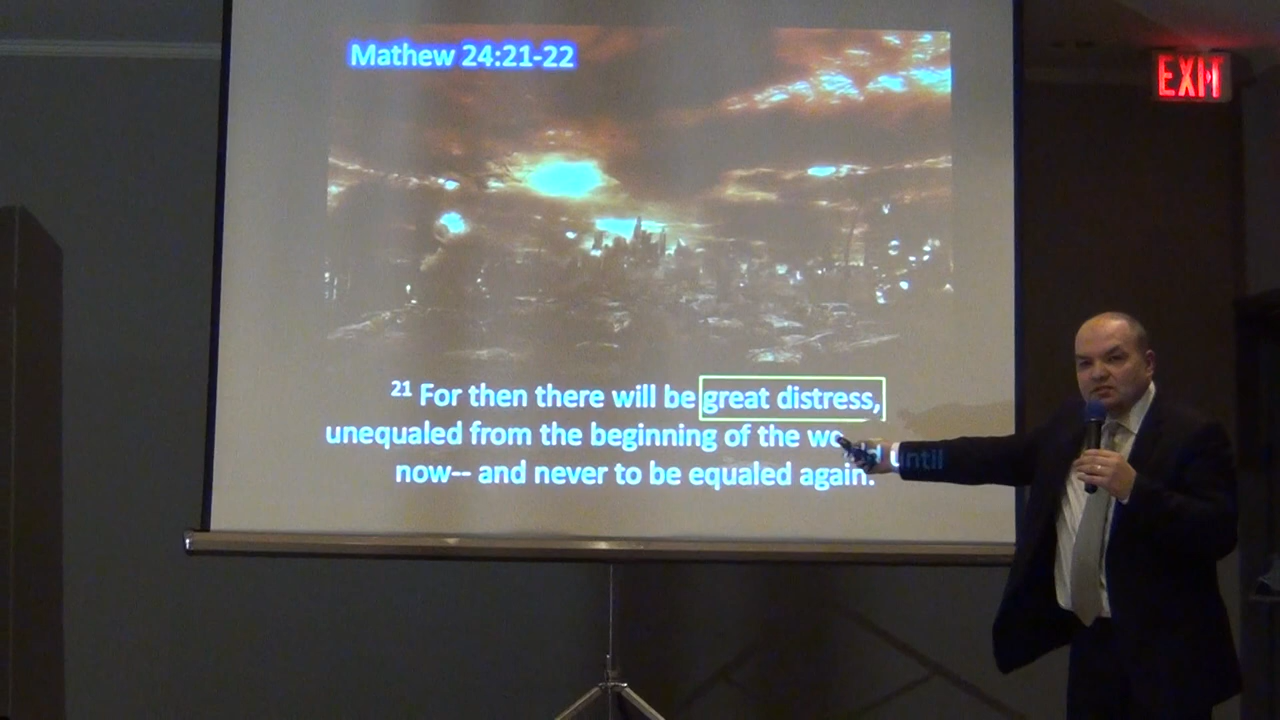 Mathew 24:21-22
EXIT
21 For then there will be great distress,
unequaled from the beginning of the world until
now-- and never to be equaled again.